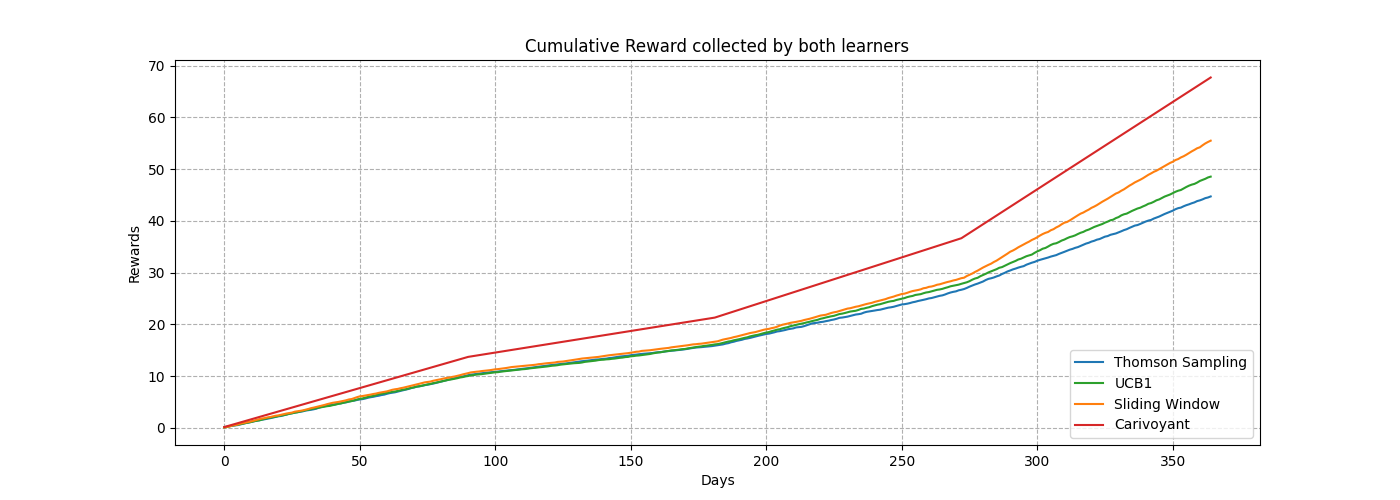 Cumulative Reward collected by both learners
Rewards
70
60
50
40
30
20
10
0
0 50 100 150 200 250 300 350
Days
Thomson Sampling
UCB1
Sliding Window
Carivoyant